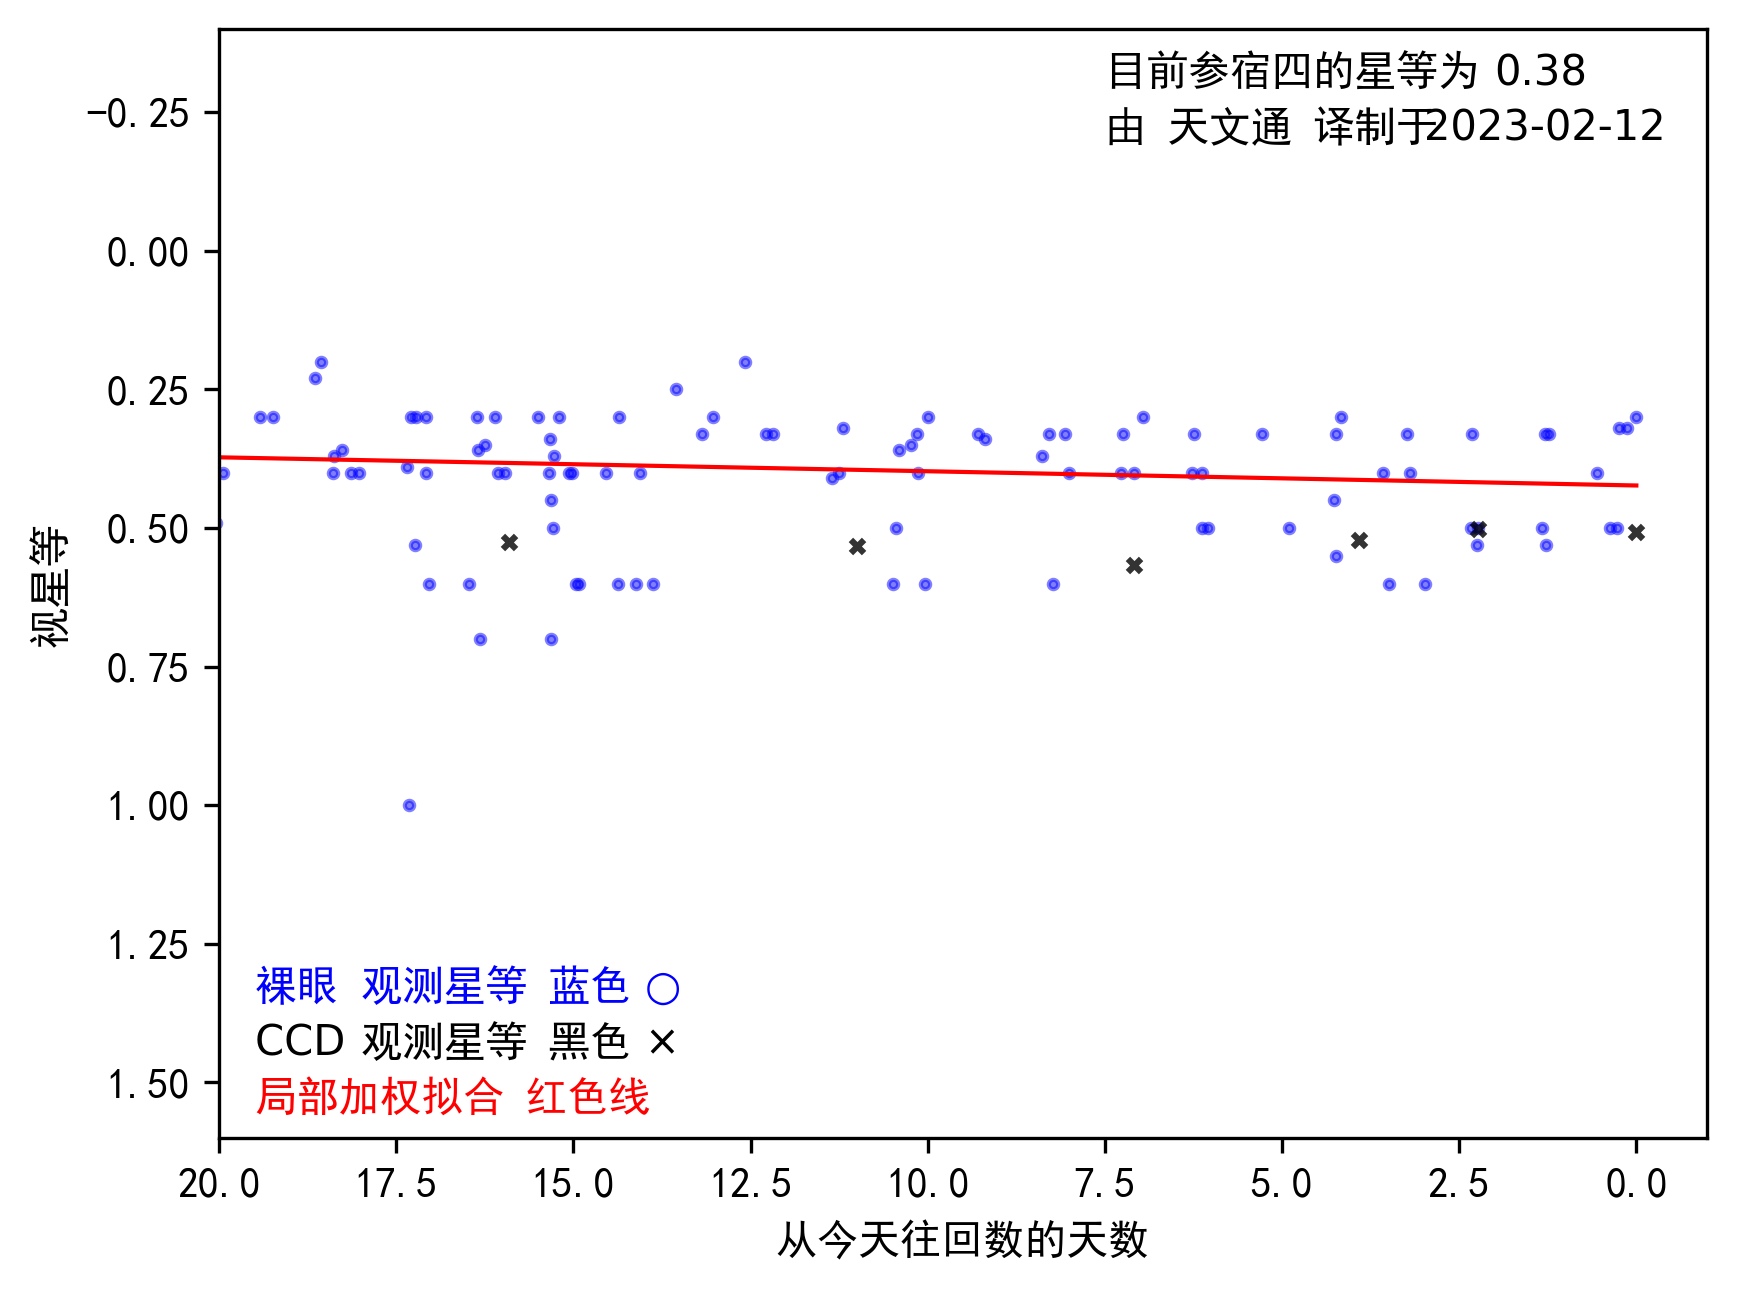 目前参宿四的星等为 0.38
由 天文通 译制于2023-02-12
−0.25
0.00
0.25
0.50
0.75
1.00
1.25
1.50
视星等
裸眼 观测星等 蓝色 ○
CCD 观测星等 黑色 ×
局部加权拟合 红色线
20.0 17.5 15.0 12.5 10.0 7.5 5.0 2.5 0.0
从今天往回数的天数